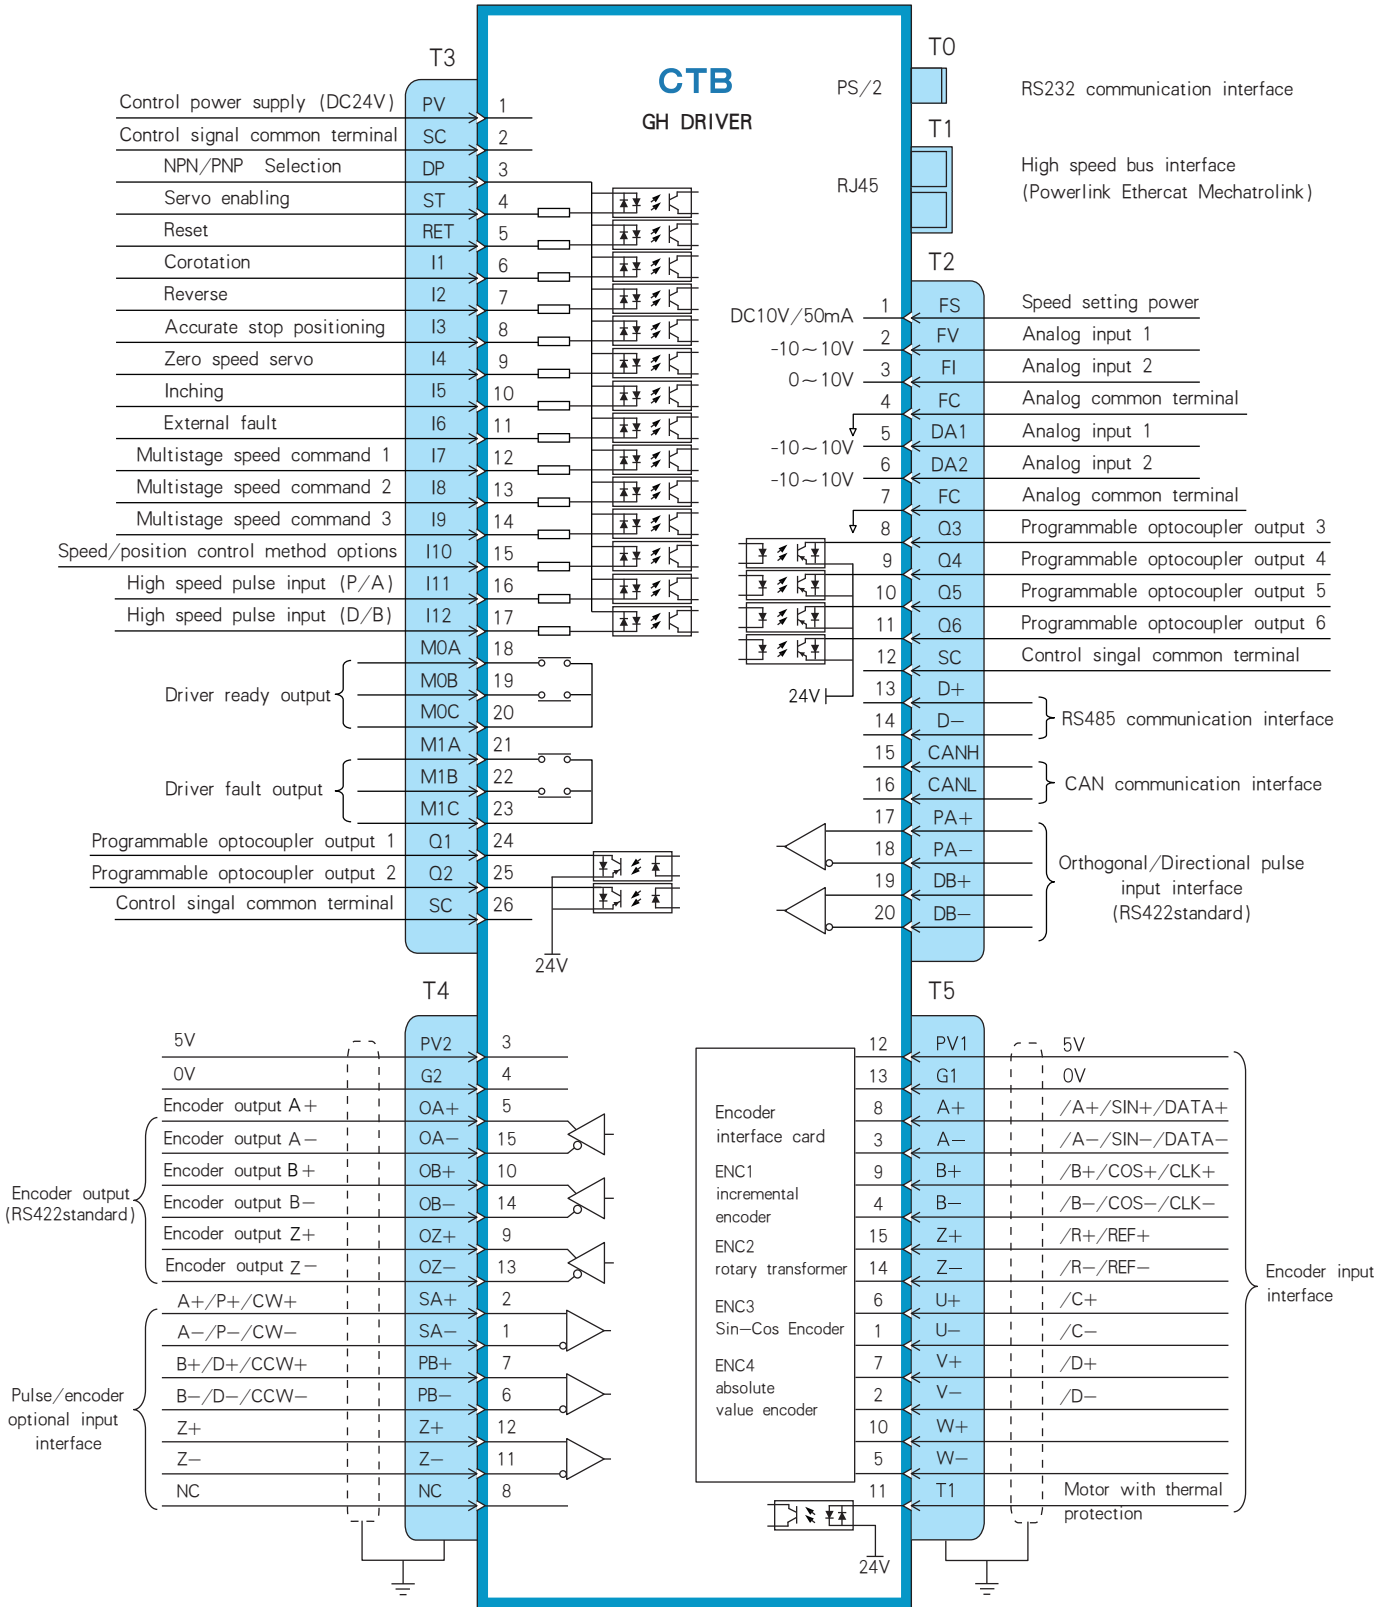 CTB
GH DRIVER
T3
Control power supply (DC24V) PV 1
Control signal common terminal SC 2
NPN/PNP Selection DP 3
Servo enabling ST 4
Reset RET 5
Corotation I1 6
Reverse I2 7
Accurate stop positioning I3 8
Zero speed servo I4 9
Inching I5 10
External fault I6 11
Multistage speed command 1 I7 12
Multistage speed command 2 I8 13
Multistage speed command 3 I9 14
Speed/position control method options I10 15
High speed pulse input (P/A) I11 16
High speed pulse input (D/B) I12 17
M0A 18
Driver ready output M0B 19
M0C 20
M1A 21
Driver fault output M1B 22
M1C 23
Programmable optocoupler output 1 Q1 24
Programmable optocoupler output 2 Q2 25
Control singal common terminal SC 26
24V
T0
PS/2 RS232 communication interface
T1
RJ45 High speed bus interface
(Powerlink Ethercat Mechatrolink)
T2
DC10V/50mA 1 FS Speed setting power
-10~10V 2 FV Analog input 1
0~10V 3 FI Analog input 2
4 FC Analog common terminal
-10~10V 5 DA1 Analog input 1
-10~10V 6 DA2 Analog input 2
7 FC Analog common terminal
8 Q3 Programmable optocoupler output 3
9 Q4 Programmable optocoupler output 4
10 Q5 Programmable optocoupler output 5
11 Q6 Programmable optocoupler output 6
12 SC Control singal common terminal
24V 13 D+
14 D- RS485 communication interface
15 CANH
16 CANL CAN communication interface
17 PA+
18 PA-
19 DB+
20 DB-
Orthogonal/Directional pulse
input interface
(RS422standard)
T4
5V PV2 3
0V G2 4
Encoder output A+ OA+ 5
Encoder output A- OA- 15
Encoder output B+ OB+ 10
Encoder output B- OB- 14
Encoder output Z+ OZ+ 9
Encoder output Z- OZ- 13
Encoder output
(RS422standard)
A+/P+/CW+ SA+ 2
A-/P-/CW- SA- 1
B+/D+/CCW+ PB+ 7
B-/D-/CCW- PB- 6
Z+ Z+ 12
Z- Z- 11
NC NC 8
Pulse/encoder
optional input
interface
Encoder
interface card
ENC1
incremental
encoder
ENC2
rotary transformer
ENC3
Sin-Cos Encoder
ENC4
absolute
value encoder
T5
12 PV1 5V
13 G1 0V
8 A+ /A+/SIN+/DATA+
3 A- /A-/SIN-/DATA-
9 B+ /B+/COS+/CLK+
4 B- /B-/COS-/CLK-
15 Z+ /R+/REF+
14 Z- /R-/REF-
6 U+ /C+
1 U- /C-
7 V+ /D+
2 V- /D-
10 W+
5 W-
11 T1 Motor with thermal
protection
24V
Encoder input
interface